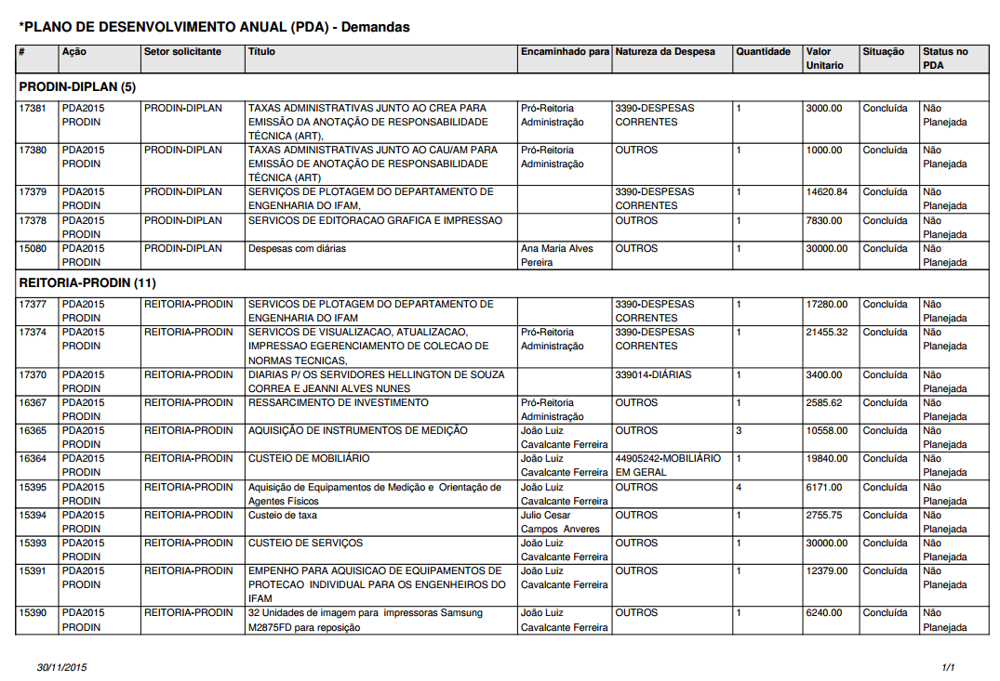 *PLANO DE DESENVOLVIMENTO ANUAL (PDA) - Demandas
# Ação Setor solicitante Título Encaminhado para Natureza da Despesa Quantidade Valor Situação Status no
Unitario PDA
PRODIN-DIPLAN (5)
17381 PDA2015 PRODIN-DIPLAN TAXAS ADMINISTRATIVAS JUNTO AO CREA PARA Pró-Reitoria 3390-DESPESAS 1 3000.00 Concluída Não
PRODIN EMISSÃO DA ANOTAÇÃO DE RESPONSABILIDADE Administração CORRENTES Planejada
TÉCNICA (ART),
17380 PDA2015 PRODIN-DIPLAN TAXAS ADMINISTRATIVAS JUNTO AO CAU/AM PARA Pró-Reitoria OUTROS 1 1000.00 Concluída Não
PRODIN EMISSÃO DE ANOTAÇÃO DE RESPONSABILIDADE Administração Planejada
TÉCNICA (ART)
17379 PDA2015 PRODIN-DIPLAN SERVIÇOS DE PLOTAGEM DO DEPARTAMENTO DE 3390-DESPESAS 1 14620.84 Concluída Não
PRODIN ENGENHARIA DO IFAM, CORRENTES Planejada
17378 PDA2015 PRODIN-DIPLAN SERVICOS DE EDITORACAO GRAFICA E IMPRESSAO OUTROS 1 7830.00 Concluída Não
PRODIN Planejada
15080 PDA2015 PRODIN-DIPLAN Despesas com diárias Ana Maria Alves OUTROS 1 30000.00 Concluída Não
PRODIN Pereira Planejada
REITORIA-PRODIN (11)
17377 PDA2015 REITORIA-PRODIN SERVICOS DE PLOTAGEM DO DEPARTAMENTO DE 3390-DESPESAS 1 17280.00 Concluída Não
PRODIN ENGENHARIA DO IFAM CORRENTES Planejada
17374 PDA2015 REITORIA-PRODIN SERVICOS DE VISUALIZACAO, ATUALIZACAO, Pró-Reitoria 3390-DESPESAS 1 21455.32 Concluída Não
PRODIN IMPRESSAO EGERENCIAMENTO DE COLECAO DE Administração CORRENTES Planejada
NORMAS TECNICAS,
17370 PDA2015 REITORIA-PRODIN DIARIAS P/ OS SERVIDORES HELLINGTON DE SOUZA 339014-DIÁRIAS 1 3400.00 Concluída Não
PRODIN CORREA E JEANNI ALVES NUNES Planejada
16367 PDA2015 REITORIA-PRODIN RESSARCIMENTO DE INVESTIMENTO Pró-Reitoria OUTROS 1 2585.62 Concluída Não
PRODIN Administração Planejada
16365 PDA2015 REITORIA-PRODIN AQUISIÇÃO DE INSTRUMENTOS DE MEDIÇÃO João Luiz OUTROS 3 10558.00 Concluída Não
PRODIN Cavalcante Ferreira Planejada
16364 PDA2015 REITORIA-PRODIN CUSTEIO DE MOBILIÁRIO João Luiz 44905242-MOBILIÁRIO 1 19840.00 Concluída Não
PRODIN Cavalcante Ferreira EM GERAL Planejada
15395 PDA2015 REITORIA-PRODIN Aquisição de Equipamentos de Medição e Orientação de João Luiz OUTROS 4 6171.00 Concluída Não
PRODIN Agentes Físicos Cavalcante Ferreira Planejada
15394 PDA2015 REITORIA-PRODIN Custeio de taxa Julio Cesar OUTROS 1 2755.75 Concluída Não
PRODIN Campos Anveres Planejada
15393 PDA2015 REITORIA-PRODIN CUSTEIO DE SERVIÇOS João Luiz OUTROS 1 30000.00 Concluída Não
PRODIN Cavalcante Ferreira Planejada
15391 PDA2015 REITORIA-PRODIN EMPENHO PARA AQUISICAO DE EQUIPAMENTOS DE João Luiz OUTROS 1 12379.00 Concluída Não
PRODIN PROTECAO INDIVIDUAL PARA OS ENGENHEIROS DO Cavalcante Ferreira Planejada
IFAM
15390 PDA2015 REITORIA-PRODIN 32 Unidades de imagem para impressoras Samsung João Luiz OUTROS 1 6240.00 Concluída Não
PRODIN M2875FD para reposição Cavalcante Ferreira Planejada
30/11/2015 1/1